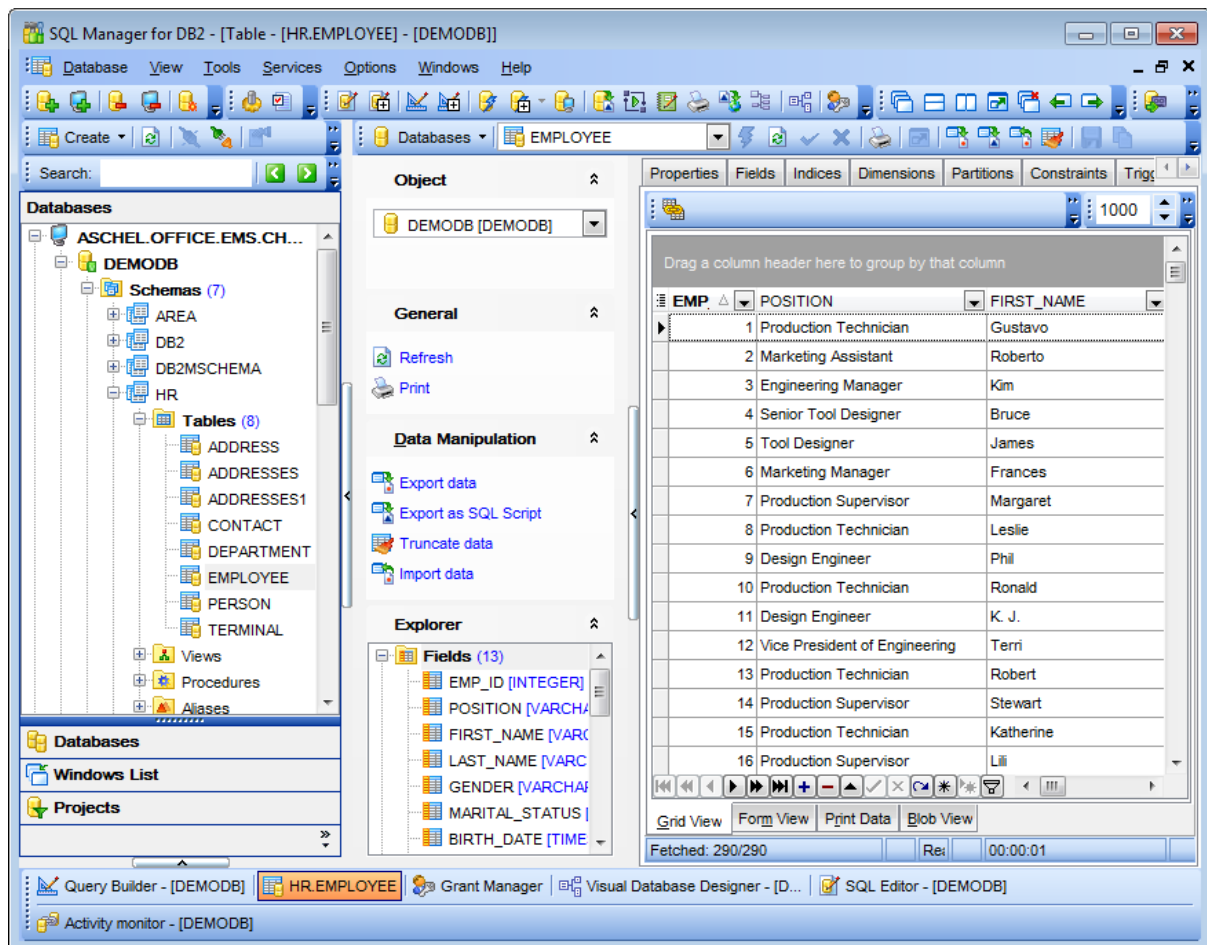 SQL Manager for DB2 - [Table - [HR.EMPLOYEE] - [DEMODB]]
Database View Tools Services Options Windows Help
Create
Databases EMPLOYEE
Search:
Databases
ASCHEL.OFFICE.EMS.CH...
DEMODB
Schemas (7)
AREA
DB2
DB2MSCHEMA
HR
Tables (8)
ADDRESS
ADDRESSES
ADDRESSES1
CONTACT
DEPARTMENT
EMPLOYEE
PERSON
TERMINAL
Views
Procedures
Aliases
Databases
Windows List
Projects
Object
DEMODB [DEMODB]
General
Refresh
Print
Data Manipulation
Export data
Export as SQL Script
Truncate data
Import data
Explorer
Fields (13)
EMP_ID [INTEGER]
POSITION [VARCHA
FIRST_NAME [VARC
LAST_NAME [VARC
GENDER [VARCHAR
MARITAL_STATUS [
BIRTH_DATE [TIME
Properties Fields Indices Dimensions Partitions Constraints Trigg
1000
Drag a column header here to group by that column
EMP_ POSITION FIRST_NAME
1 Production Technician Gustavo
2 Marketing Assistant Roberto
3 Engineering Manager Kim
4 Senior Tool Designer Bruce
5 Tool Designer James
6 Marketing Manager Frances
7 Production Supervisor Margaret
8 Production Technician Leslie
9 Design Engineer Phil
10 Production Technician Ronald
11 Design Engineer K. J.
12 Vice President of Engineering Terri
13 Production Technician Robert
14 Production Supervisor Stewart
15 Production Technician Katherine
16 Production Supervisor Lili
Grid View Form View Print Data Blob View
Fetched: 290/290 Rea 00:00:01
Query Builder - [DEMODB] HR.EMPLOYEE Grant Manager Visual Database Designer - [D... SQL Editor - [DEMODB]
Activity monitor - [DEMODB]